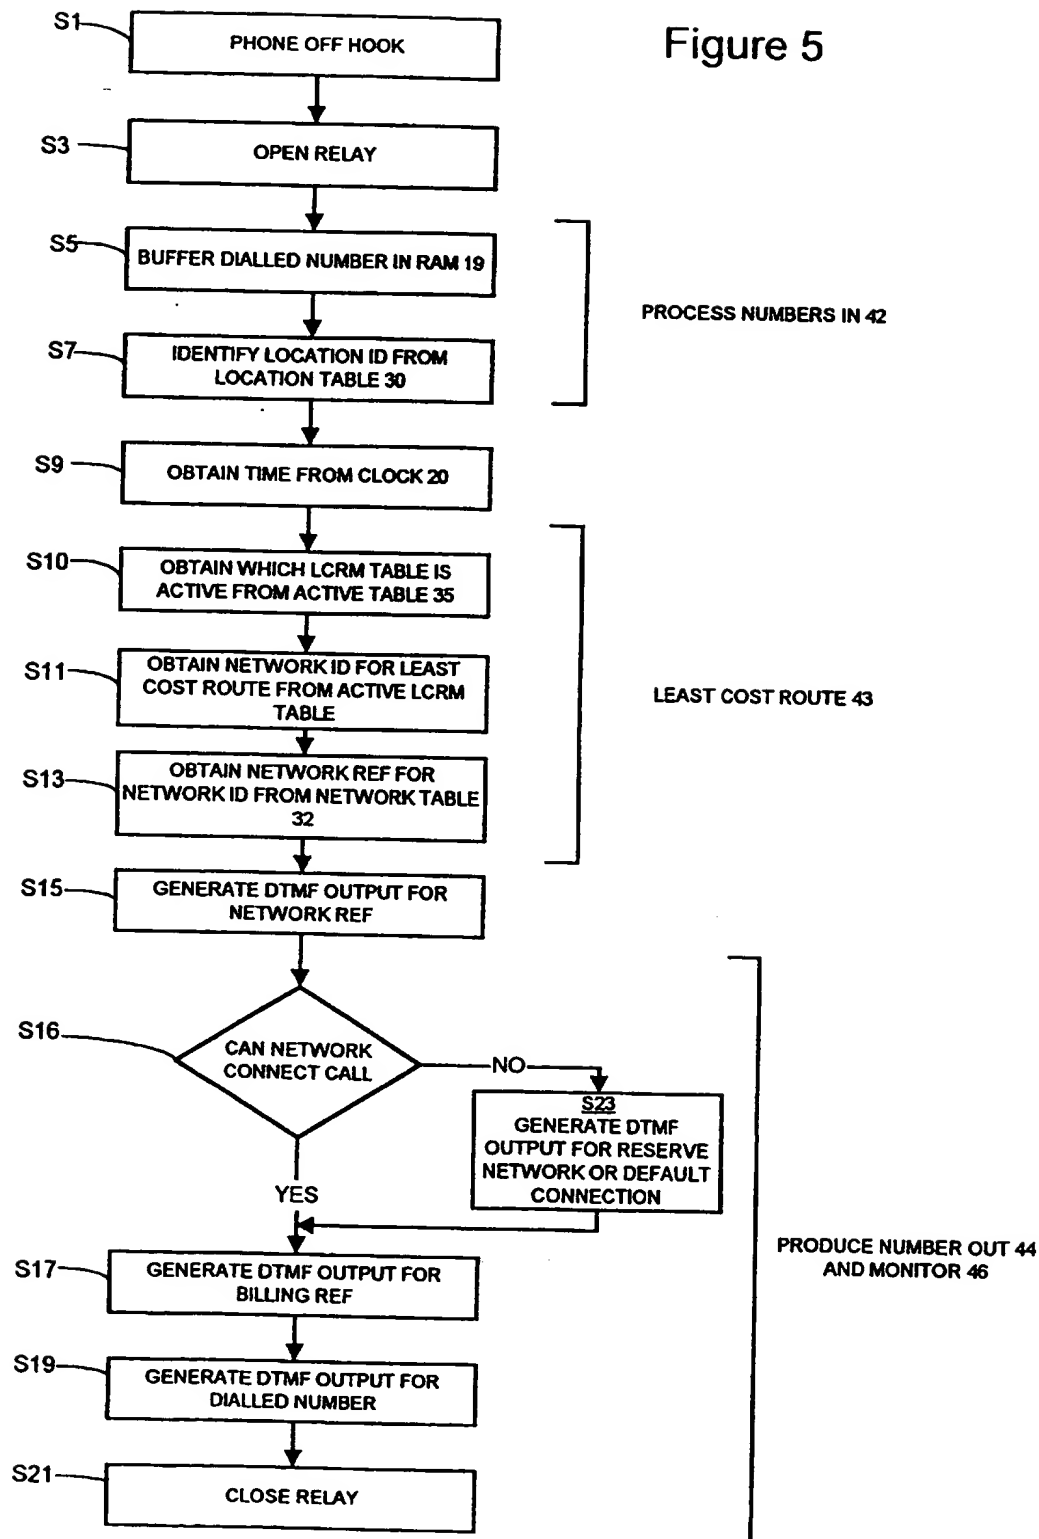 Figure 5
S1
PHONE OFF HOOK
S3
OPEN RELAY
S5
BUFFER DIALLED NUMBER IN RAM 19
PROCESS NUMBERS IN 42
S7
IDENTIFY LOCATION ID FROM
LOCATION TABLE 30
S9
OBTAIN TIME FROM CLOCK 20
S10
OBTAIN WHICH LCRM TABLE IS
ACTIVE FROM ACTIVE TABLE 35
S11
OBTAIN NETWORK ID FOR LEAST
COST ROUTE FROM ACTIVE LCRM
TABLE
LEAST COST ROUTE 43
S13
OBTAIN NETWORK REF FOR
NETWORK ID FROM NETWORK TABLE
32
S15
GENERATE DTMF OUTPUT FOR
NETWORK REF
S16
CAN NETWORK
CONNECT CALL
NO
S23
GENERATE DTMF
OUTPUT FOR RESERVE
NETWORK OR DEFAULT
CONNECTION
YES
PRODUCE NUMBER OUT 44
AND MONITOR 46
S17
GENERATE DTMF OUTPUT FOR
BILLING REF
S19
GENERATE DTMF OUTPUT FOR
DIALLED NUMBER
S21
CLOSE RELAY